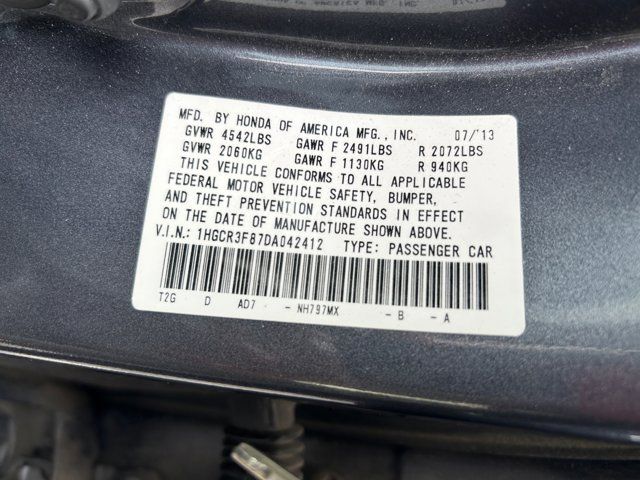 MFD. BY HONDA OF AMERICA MFG., INC. 07/'13
GVWR 4542LBS GAWR F 2491LBS R 2072LBS
GVWR 2060KG GAWR F 1130KG R 940KG
THIS VEHICLE CONFORMS TO ALL APPLICABLE
FEDERAL MOTOR VEHICLE SAFETY, BUMPER,
AND THEFT PREVENTION STANDARDS IN EFFECT
ON THE DATE OF MANUFACTURE SHOWN ABOVE.
V.I.N.: 1HGCR3F87DA042412 TYPE: PASSENGER CAR
T2G D AD7 - NH797MX - B - A